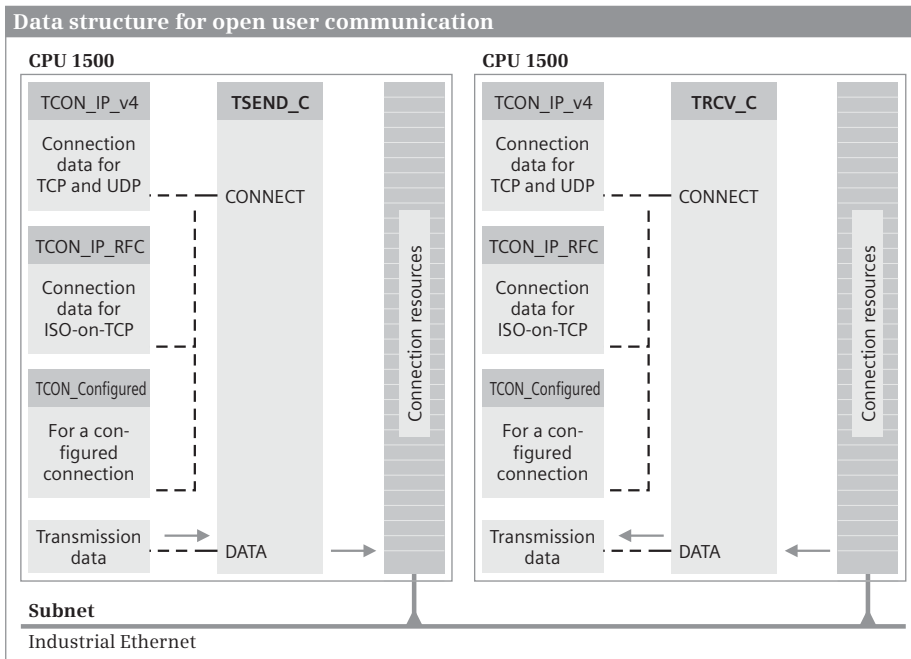 Data structure for open user communication
CPU 1500
TCON_IP_v4
Connection
data for
TCP and UDP
TCON_IP_RFC
Connection
data for
ISO-on-TCP
TCON_Configured
For a con-
figured
connection
Transmission
data
TSEND_C
CONNECT
DATA
Connection resources
CPU 1500
TCON_IP_v4
Connection
data for
TCP and UDP
TCON_IP_RFC
Connection
data for
ISO-on-TCP
TCON_Configured
For a con-
figured
connection
Transmission
data
TRCV_C
CONNECT
DATA
Connection resources
Subnet
Industrial Ethernet